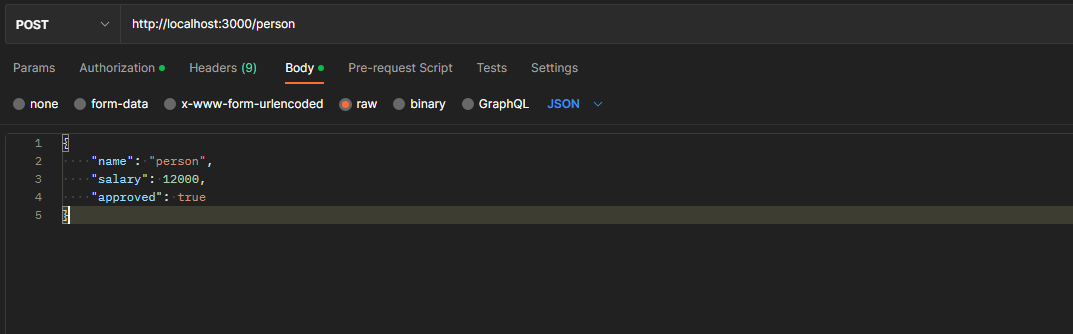 POST http://localhost:3000/person
Params Authorization Headers (9) Body Pre-request Script Tests Settings
none form-data x-www-form-urlencoded raw binary GraphQL JSON
1 {
2 "name": "person",
3 "salary": 12000,
4 "approved": true
5 }